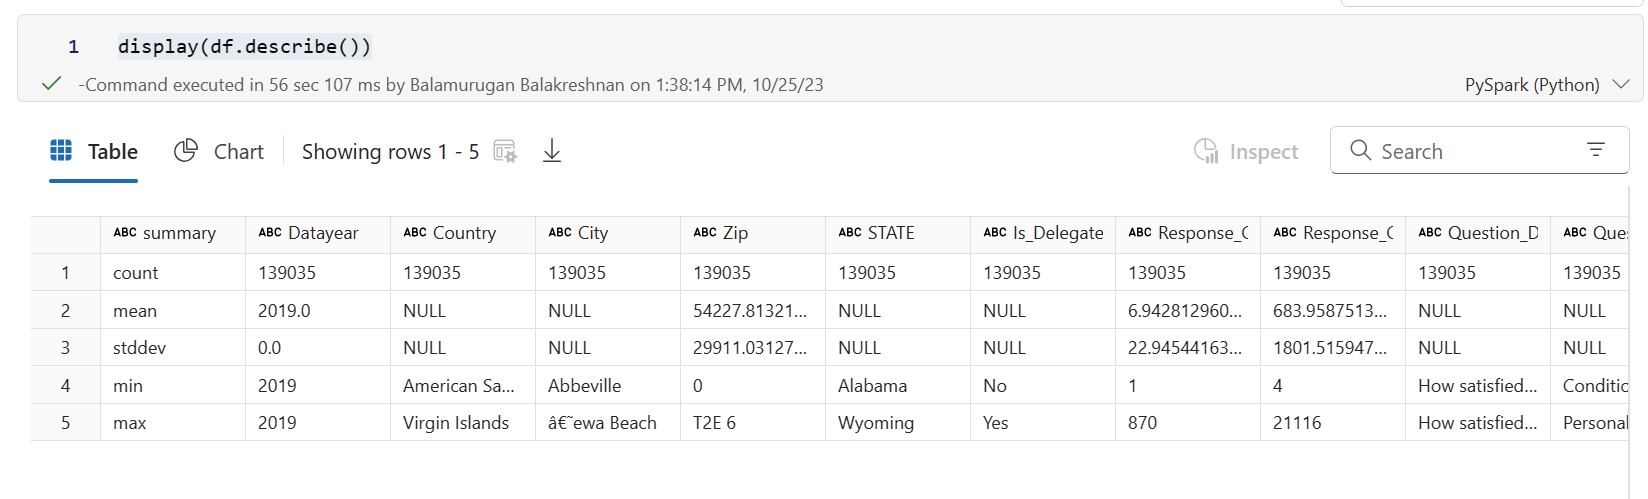 1 display(df.describe())
-Command executed in 56 sec 107 ms by Balamurugan Balakreshnan on 1:38:14 PM, 10/25/23 PySpark (Python)
Table Chart Showing rows 1 - 5 Inspect Search
ABC summary ABC Datayear ABC Country ABC City ABC Zip ABC STATE ABC Is_Delegate ABC Response_C ABC Response_C ABC Question_D ABC Que
1 count 139035 139035 139035 139035 139035 139035 139035 139035 139035 139035
2 mean 2019.0 NULL NULL 54227.81321... NULL NULL 6.942812960... 683.9587513... NULL NULL
3 stddev 0.0 NULL NULL 29911.03127... NULL NULL 22.94544163... 1801.515947... NULL NULL
4 min 2019 American Sa... Abbeville 0 Alabama No 1 4 How satisfied... Conditio
5 max 2019 Virgin Islands â€˜ewa Beach T2E 6 Wyoming Yes 870 21116 How satisfied... Personal